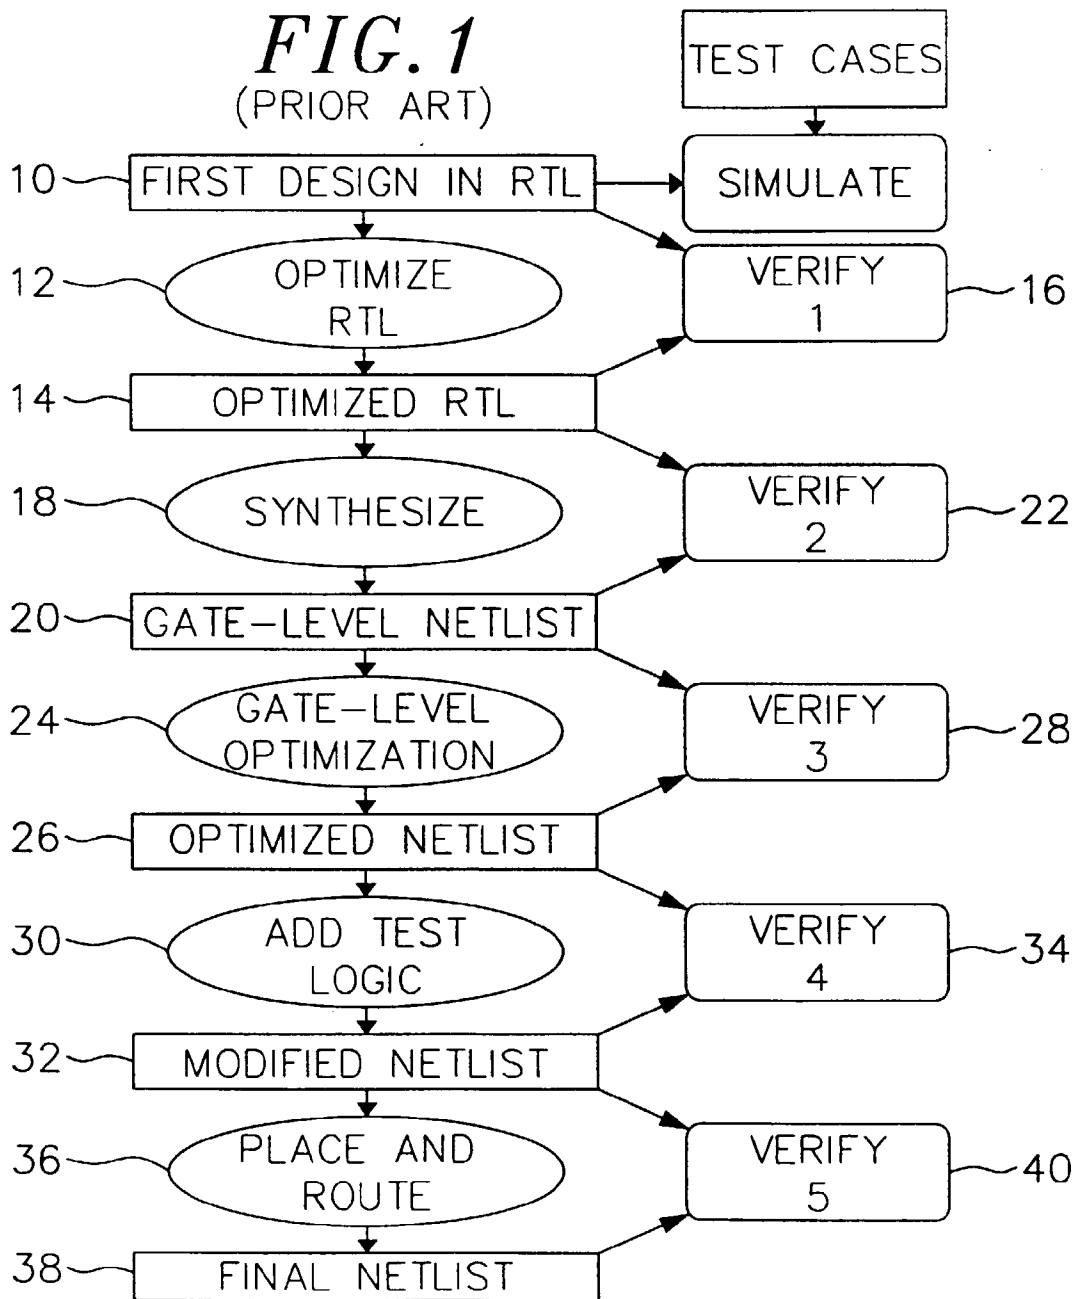 FIG. 1
(PRIOR ART)
TEST CASES
10
FIRST DESIGN IN RTL
SIMULATE
12
OPTIMIZE
RTL
VERIFY
1
16
14
OPTIMIZED RTL
18
SYNTHESIZE
VERIFY
2
22
20
GATE-LEVEL NETLIST
24
GATE-LEVEL
OPTIMIZATION
VERIFY
3
28
26
OPTIMIZED NETLIST
30
ADD TEST
LOGIC
VERIFY
4
34
32
MODIFIED NETLIST
36
PLACE AND
ROUTE
VERIFY
5
40
38
FINAL NETLIST